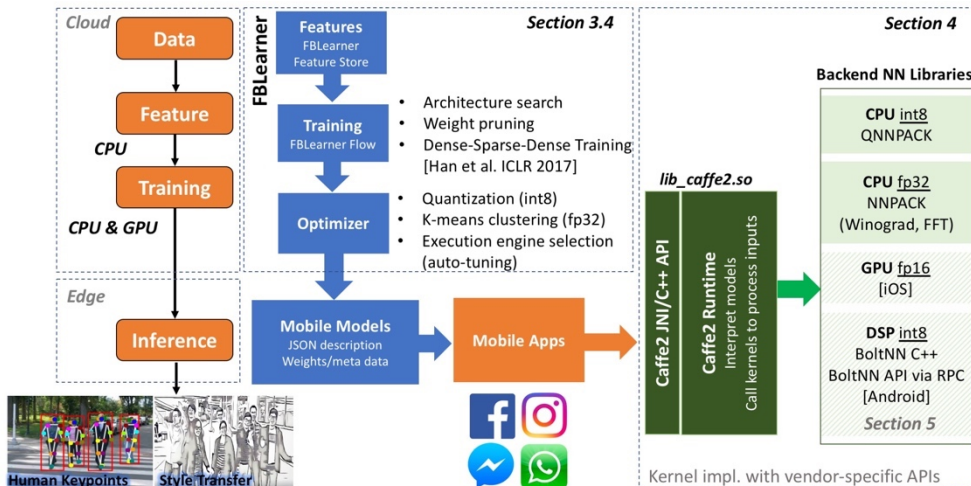 Cloud
Data
Feature
CPU
Training
CPU & GPU
Edge
Inference
Human Keypoints
Style Transfer
FBLearner
Section 3.4
Features
FBLearner
Feature Store
Training
FBLearner Flow
• Architecture search
• Weight pruning
• Dense-Sparse-Dense Training
[Han et al. ICLR 2017]
Optimizer
• Quantization (int8)
• K-means clustering (fp32)
• Execution engine selection
(auto-tuning)
Mobile Models
JSON description
Weights/meta data
Mobile Apps
Section 4
lib_caffe2.so
Caffe2 JNI/C++ API
Caffe2 Runtime
Interpret models
Call kernels to process inputs
Backend NN Libraries
CPU int8
QNNPACK
CPU fp32
NNPACK
(Winograd, FFT)
GPU fp16
[iOS]
DSP int8
BoltNN C++
BoltNN API via RPC
[Android]
Section 5
Kernel impl. with vendor-specific APIs